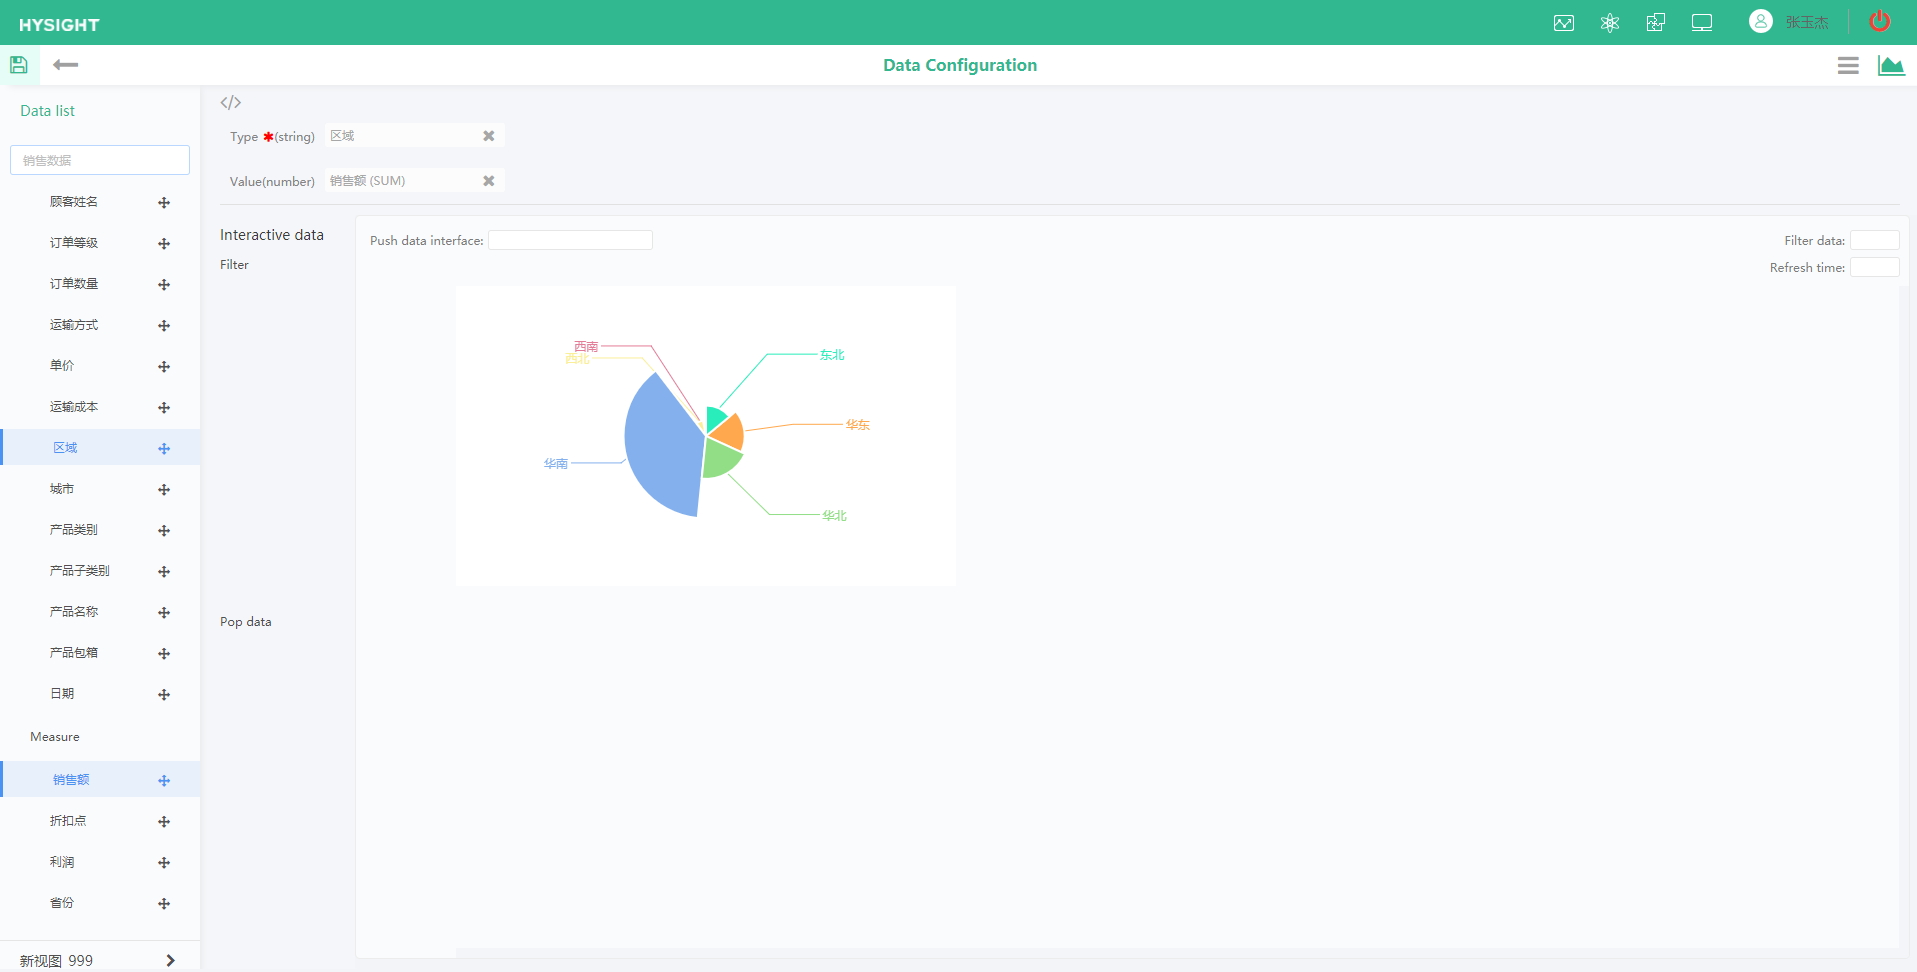 HYSIGHT
张玉杰
Data Configuration
Data list
销售数据
顾客姓名
订单等级
订单数量
运输方式
单价
运输成本
区域
城市
产品类别
产品子类别
产品名称
产品包箱
日期
Measure
销售额
折扣点
利润
省份
新视图_999
</>
Type ✱(string) 区域
Value(number) 销售额 (SUM)
Interactive data
Filter
Pop data
Push data interface:
Filter data:
Refresh time:
西南
西北
东北
华东
华南
华北